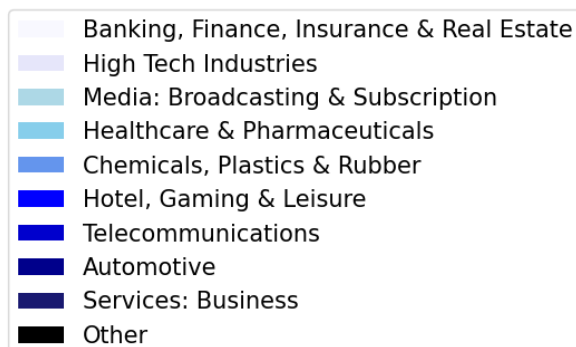 Banking, Finance, Insurance & Real Estate
High Tech Industries
Media: Broadcasting & Subscription
Healthcare & Pharmaceuticals
Chemicals, Plastics & Rubber
Hotel, Gaming & Leisure
Telecommunications
Automotive
Services: Business
Other